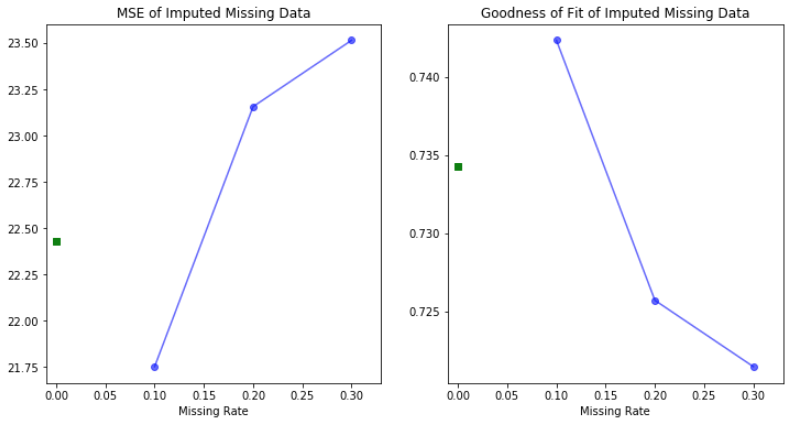 MSE of Imputed Missing Data
23.50
23.25
23.00
22.75
22.50
22.25
22.00
21.75
0.00 0.05 0.10 0.15 0.20 0.25 0.30
Missing Rate
Goodness of Fit of Imputed Missing Data
0.740
0.735
0.730
0.725
0.00 0.05 0.10 0.15 0.20 0.25 0.30
Missing Rate